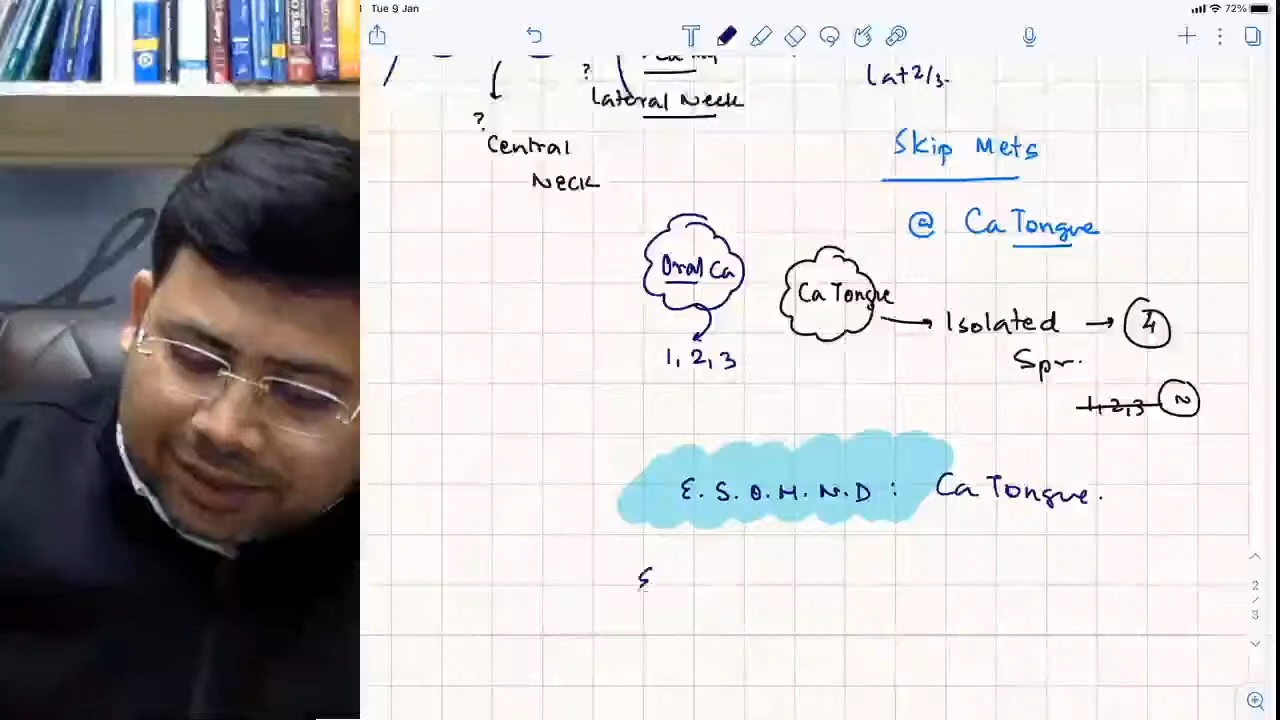 Tue 9 Jan
72%
Lat 2/3.
?
Lateral Neck
?
Central
Neck
Skip Mets
@ Ca Tongue
Oral Ca
1, 2, 3
Ca Tongue
Isolated
Spr.
4
1, 2, 3
N
E. S. O. H. N. D :
Ca Tongue.
S
2
/
3